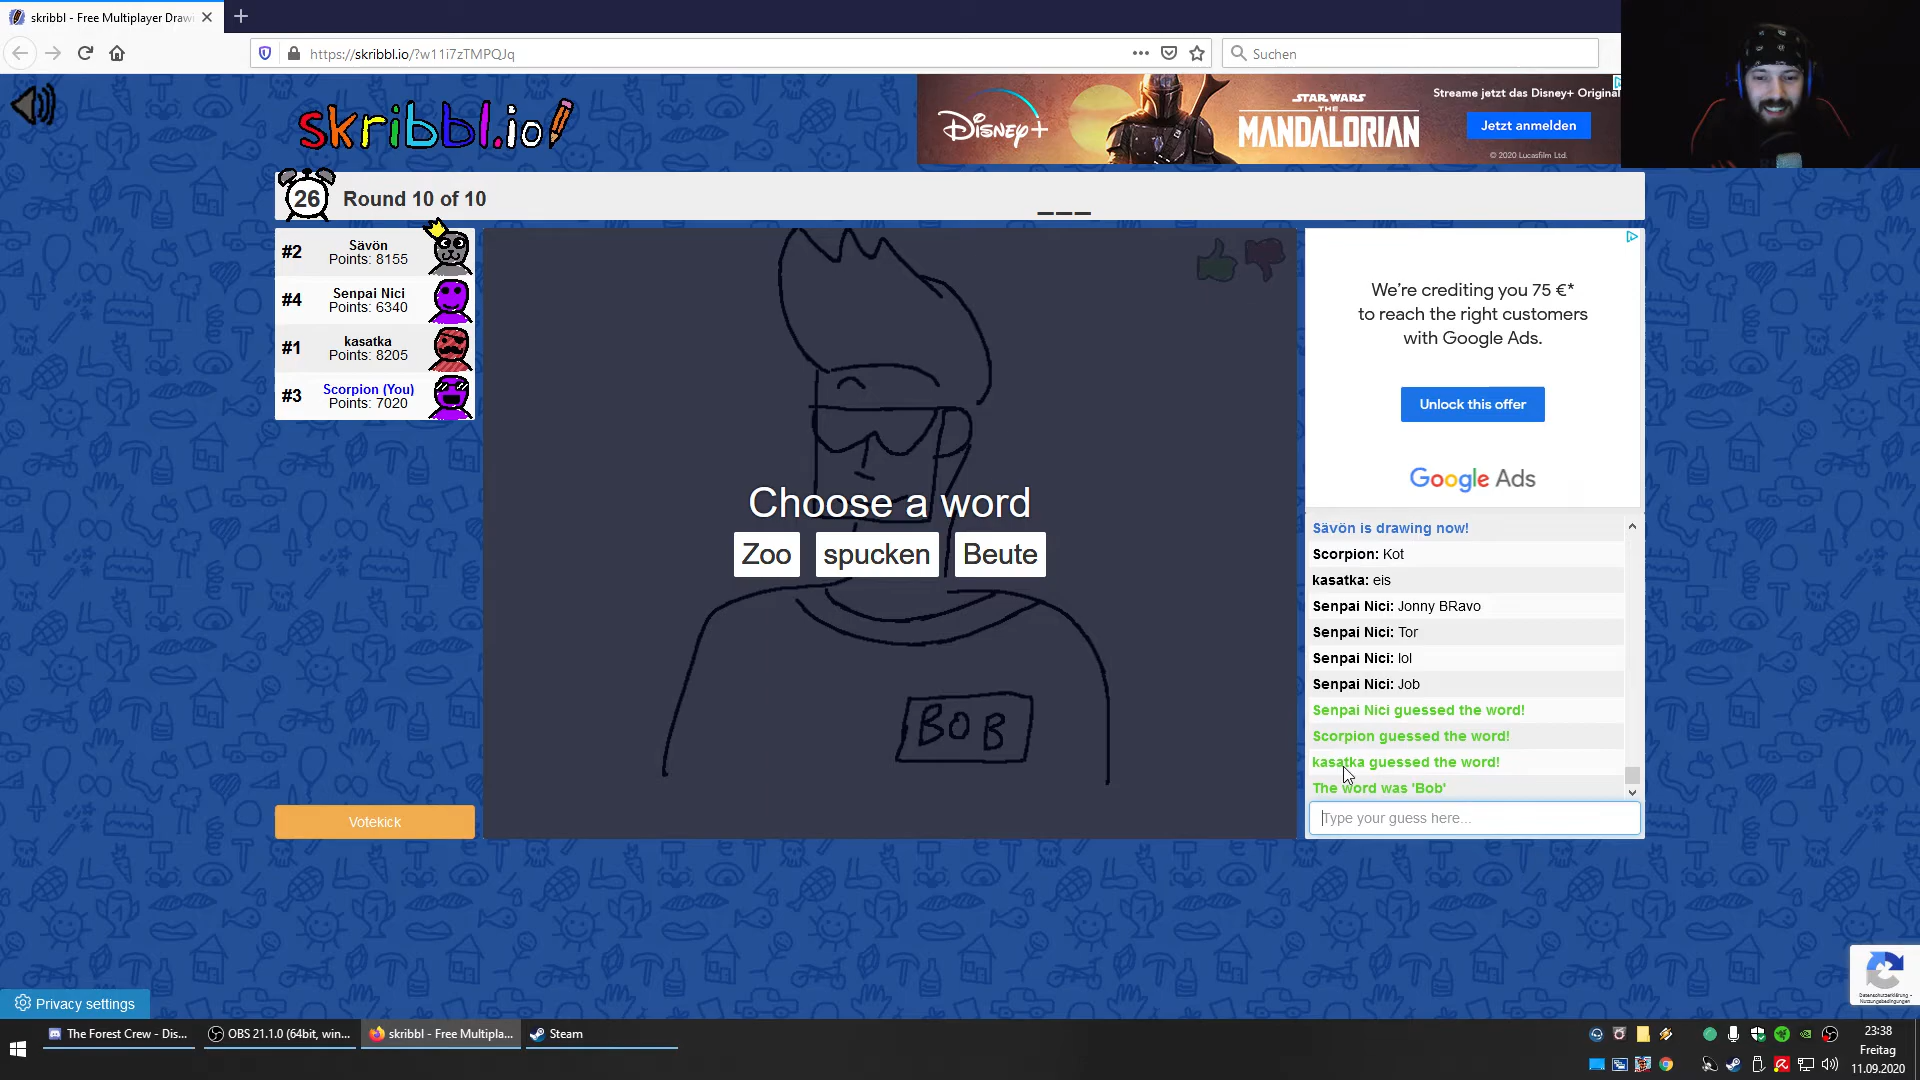 skribbl - Free Multiplayer Drawi
https://skribbl.io/?w11i7zTMPQJq
Suchen
skribbl.io
Disney+
STAR WARS
THE
MANDALORIAN
Streame jetzt das Disney+ Original
Jetzt anmelden
© 2020 Lucasfilm Ltd.
26
Round 10 of 10
_ _ _
#2
Sävön
Points: 8155
#4
Senpai Nici
Points: 6340
#1
kasatka
Points: 8205
#3
Scorpion (You)
Points: 7020
Votekick
Choose a word
Zoo
spucken
Beute
BOB
We're crediting you 75 €*
to reach the right customers
with Google Ads.
Unlock this offer
Google Ads
Sävön is drawing now!
Scorpion: Kot
kasatka: eis
Senpai Nici: Jonny BRavo
Senpai Nici: Tor
Senpai Nici: lol
Senpai Nici: Job
Senpai Nici guessed the word!
Scorpion guessed the word!
kasatka guessed the word!
The word was 'Bob'
Type your guess here...
Privacy settings
Datenschutzerklärung -
Nutzungsbedingungen
The Forest Crew - Dis...
OBS 21.1.0 (64bit, win...
skribbl - Free Multipla...
Steam
23:38
Freitag
11.09.2020